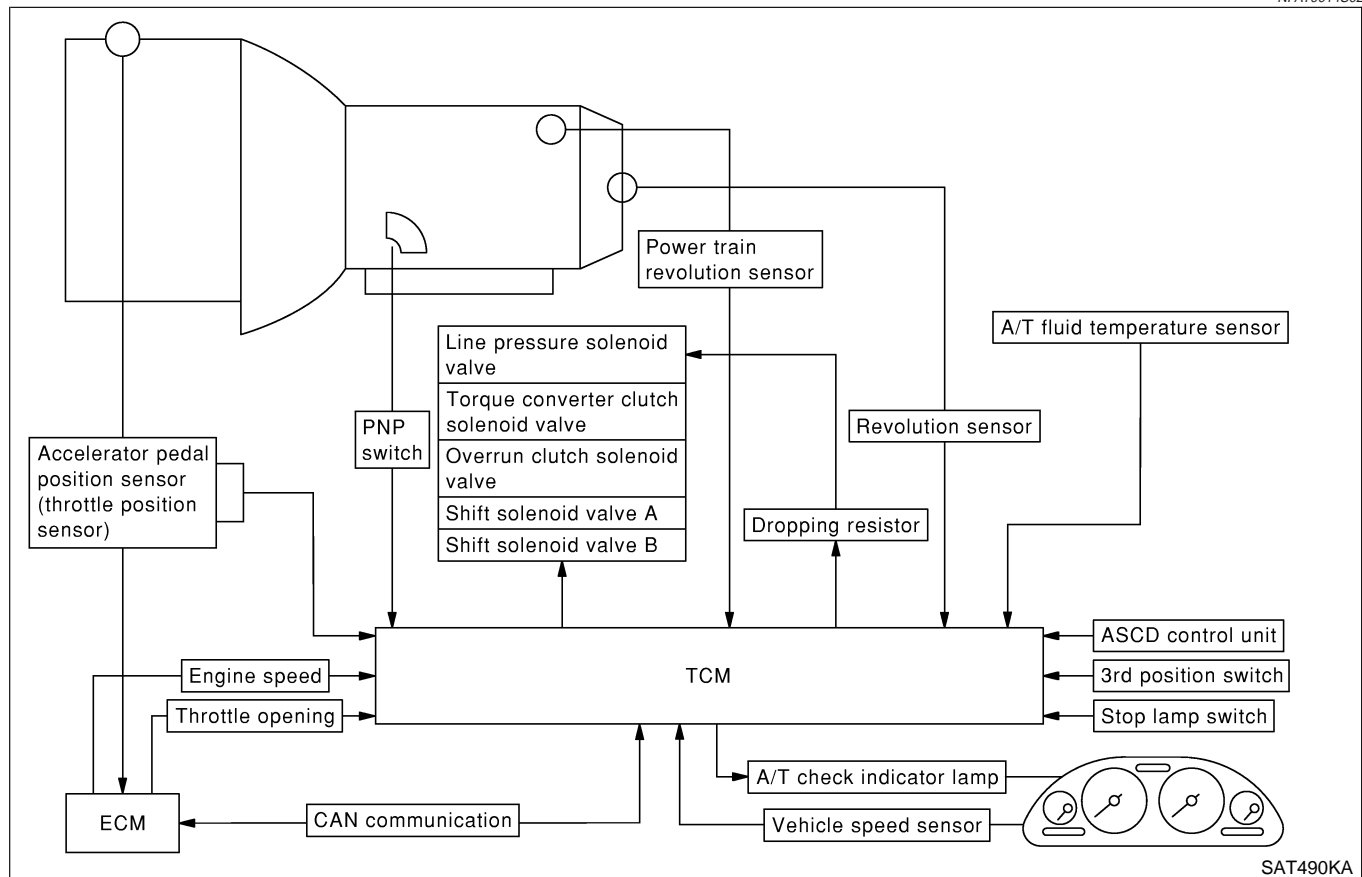 Power train
revolution sensor
A/T fluid temperature sensor
Line pressure solenoid
valve
Torque converter clutch
solenoid valve
Overrun clutch solenoid
valve
Shift solenoid valve A
Shift solenoid valve B
PNP
switch
Revolution sensor
Accelerator pedal
position sensor
(throttle position
sensor)
Dropping resistor
ASCD control unit
Engine speed
TCM
3rd position switch
Throttle opening
Stop lamp switch
A/T check indicator lamp
ECM
CAN communication
Vehicle speed sensor
SAT490KA